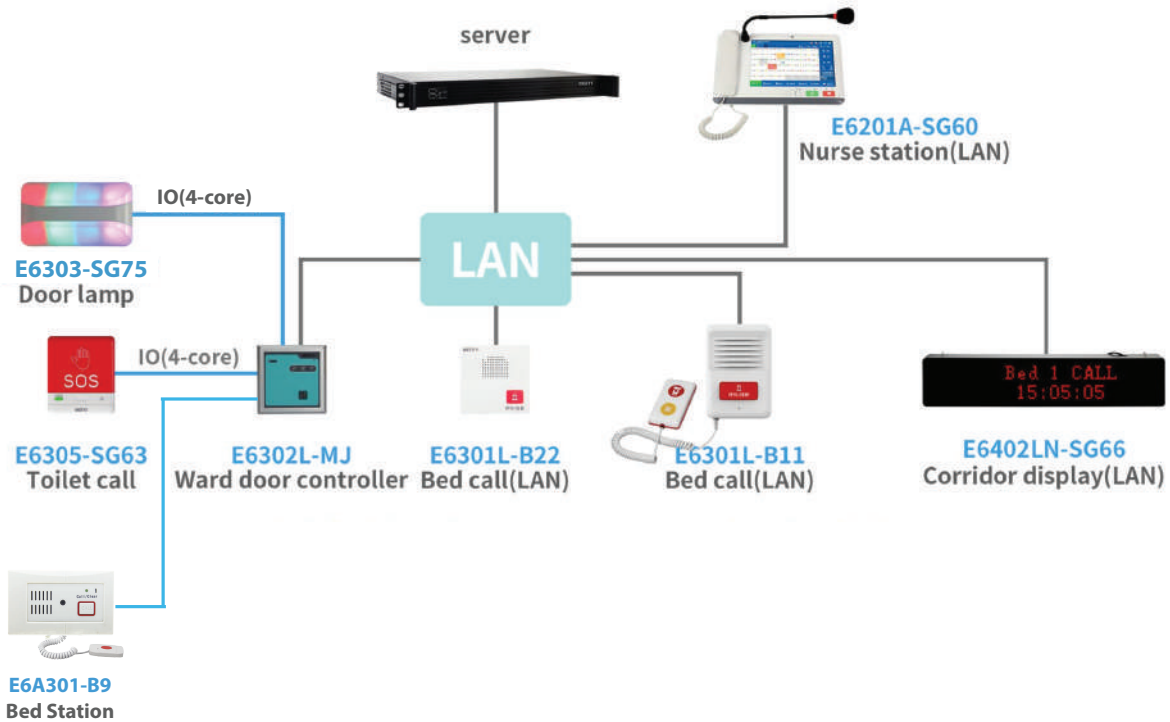 server
E6201A-SG60
Nurse station(LAN)
IO(4-core)
E6303-SG75
Door lamp
LAN
IO(4-core)
SOS
E6305-SG63
Toilet call
E6302L-MJ
Ward door controller
E6301L-B22
Bed call(LAN)
E6301L-B11
Bed call(LAN)
Bed 1 CALL
15:05:05
E6402LN-SG66
Corridor display(LAN)
E6A301-B9
Bed Station